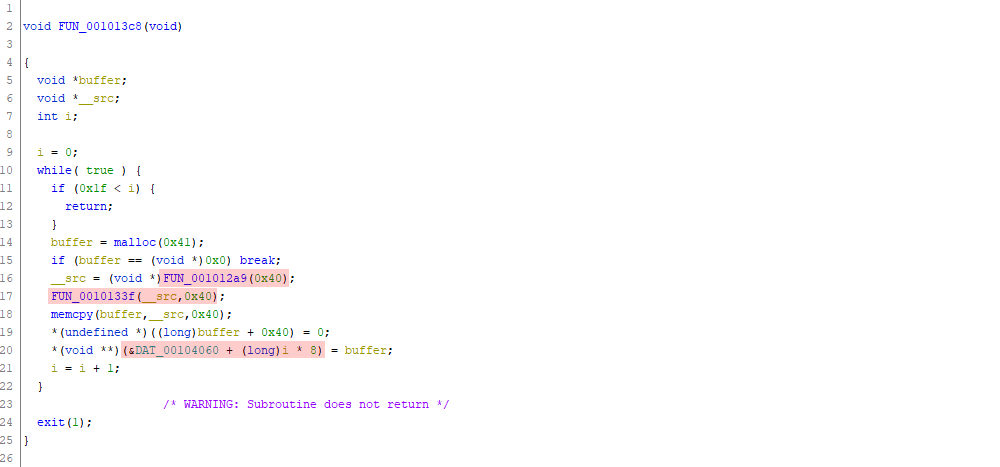 1
2 void FUN_001013c8(void)
3
4 {
5   void *buffer;
6   void *__src;
7   int i;
8
9   i = 0;
10   while( true ) {
11     if (0x1f < i) {
12       return;
13     }
14     buffer = malloc(0x41);
15     if (buffer == (void *)0x0) break;
16     __src = (void *)FUN_001012a9(0x40);
17     FUN_0010133f(__src,0x40);
18     memcpy(buffer,__src,0x40);
19     *(undefined *)((long)buffer + 0x40) = 0;
20     *(void **)(&DAT_00104060 + (long)i * 8) = buffer;
21     i = i + 1;
22   }
23                     /* WARNING: Subroutine does not return */
24   exit(1);
25 }
26